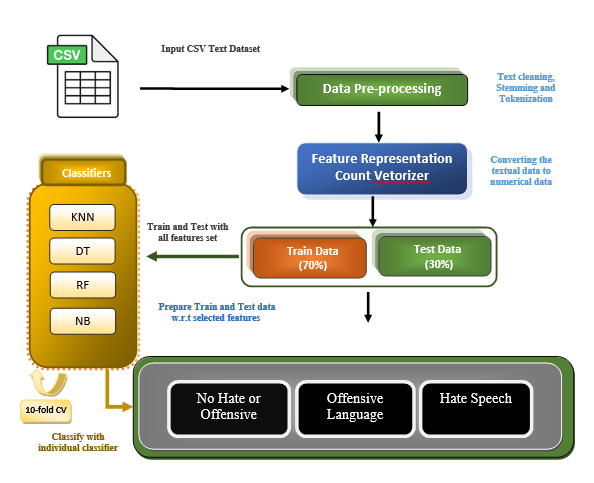 Input CSV Text Dataset
CSV
Data Pre-processing
Text cleaning,
Stemming and
Tokenization
Feature Representation
Count Vetorizer
Converting the
textual data to
numerical data
Classifiers
KNN
DT
RF
NB
Train and Test with
all features set
Train Data
(70%)
Test Data
(30%)
Prepare Train and Test data
w.r.t selected features
10-fold CV
Classify with
individual classifier
No Hate or
Offensive
Offensive
Language
Hate Speech